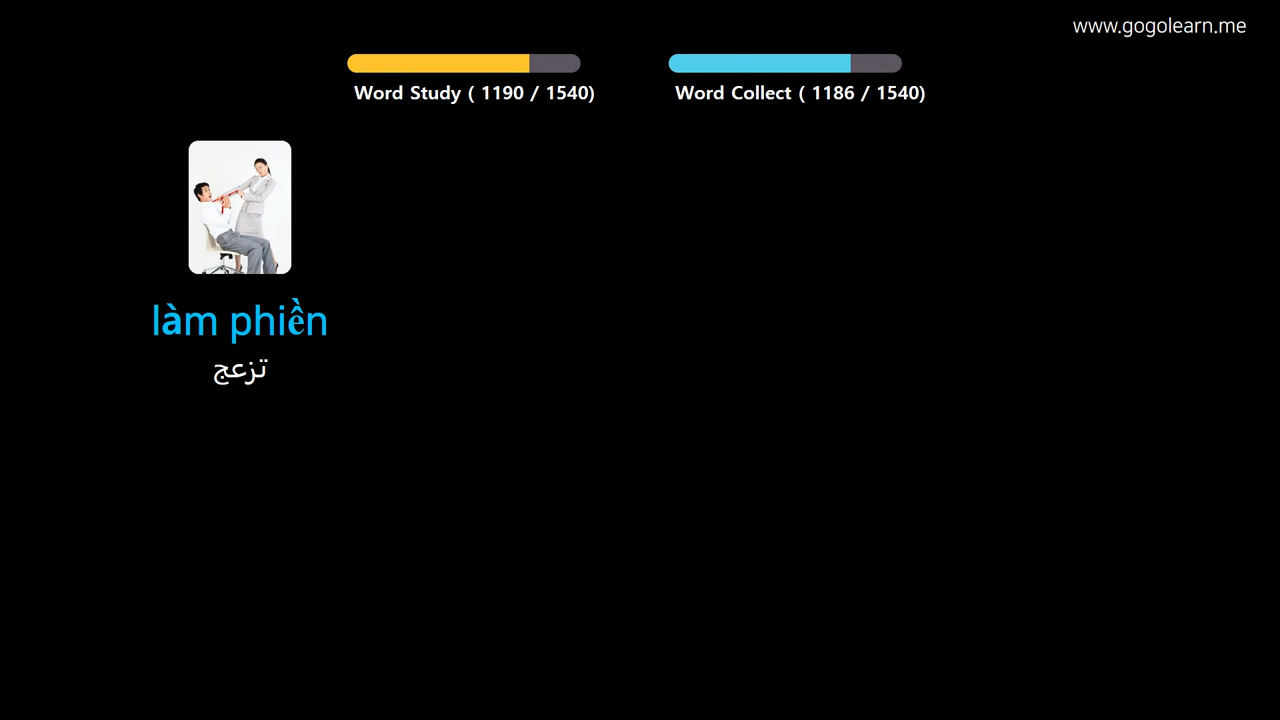 www.gogolearn.me
Word Study ( 1190 / 1540)
Word Collect ( 1186 / 1540)
làm phiền
تزعج